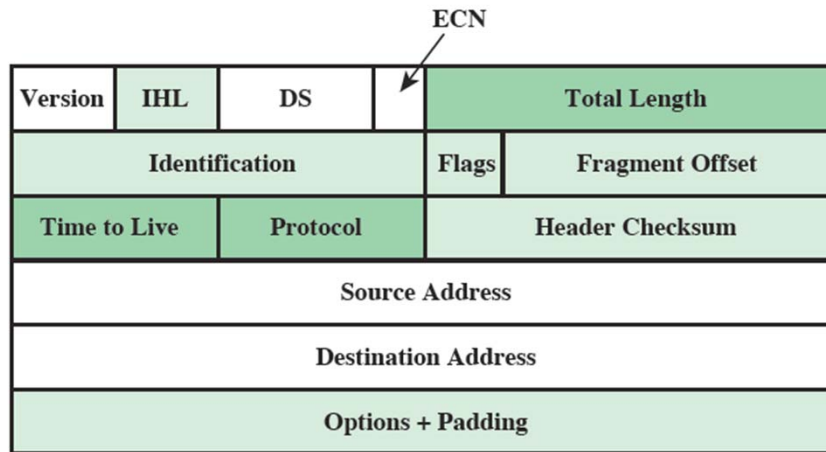 ECN
Version IHL DS Total Length
Identification Flags Fragment Offset
Time to Live Protocol Header Checksum
Source Address
Destination Address
Options + Padding